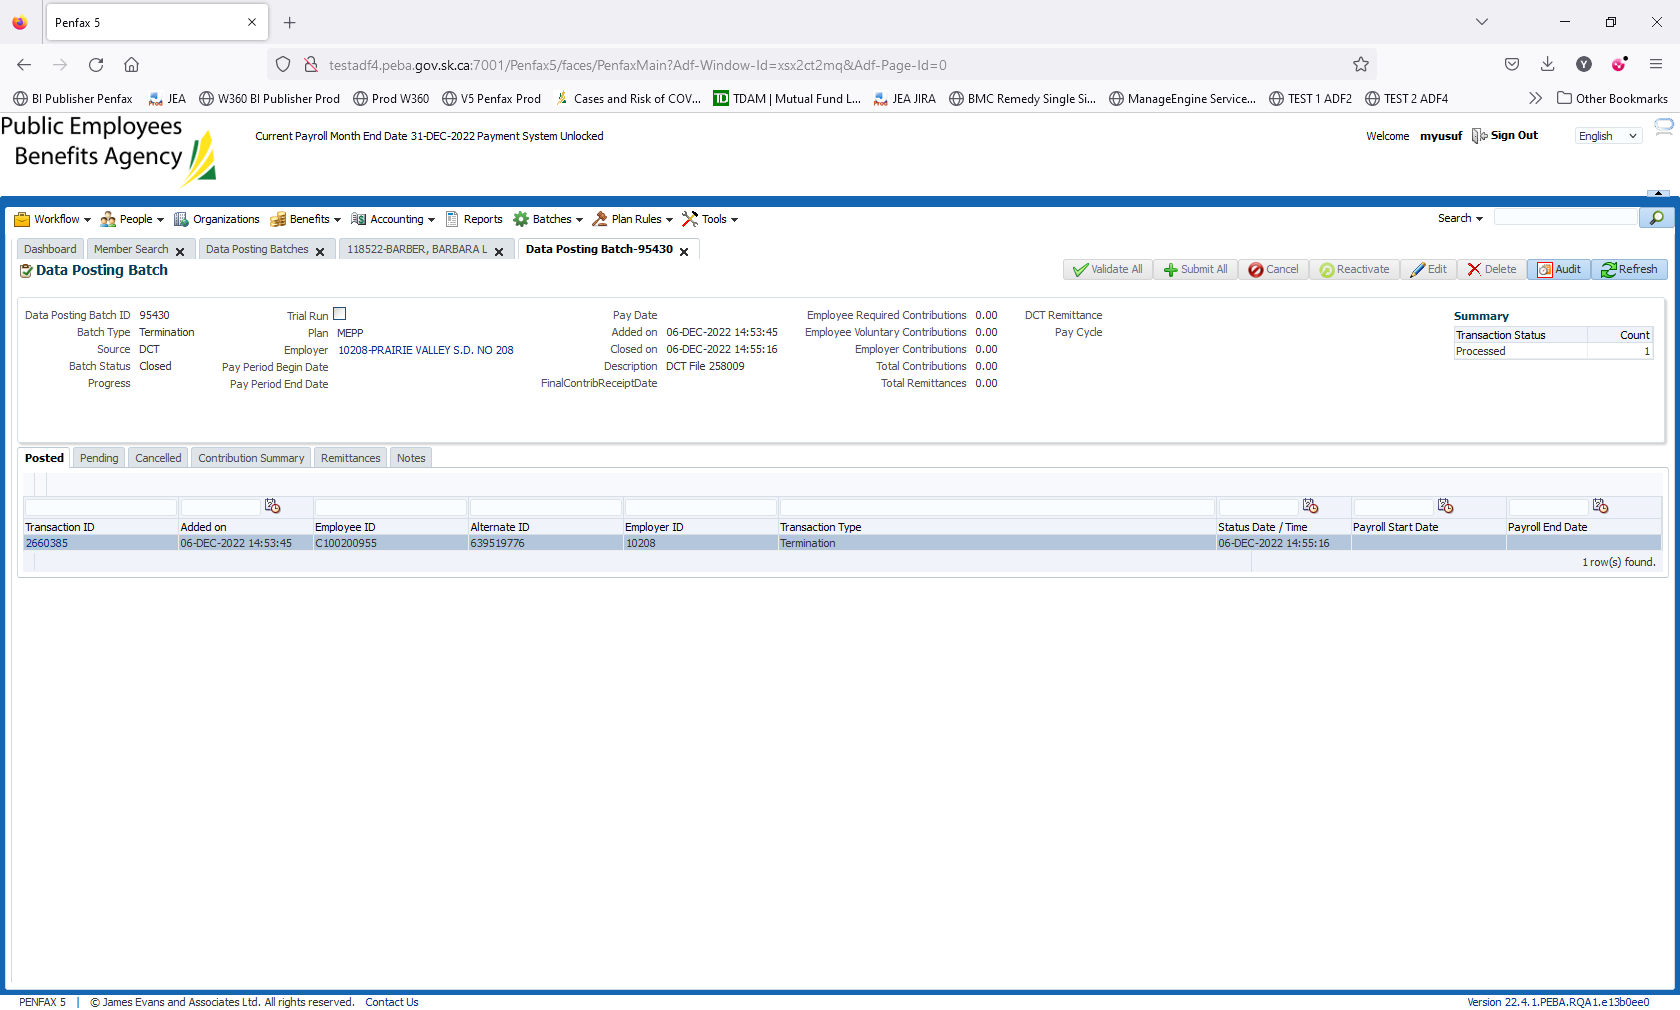 Penfax 5
testadf4.peba.gov.sk.ca:7001/Penfax5/faces/PenfaxMain?Adf-Window-Id=xsx2ct2mq&Adf-Page-Id=0
BI Publisher Penfax JEA W360 BI Publisher Prod Prod W360 V5 Penfax Prod Cases and Risk of COV... TDAM | Mutual Fund L... JEA JIRA BMC Remedy Single Si... ManageEngine Service... TEST 1 ADF2 TEST 2 ADF4 Other Bookmarks
Public Employees
Benefits Agency
Current Payroll Month End Date 31-DEC-2022 Payment System Unlocked
Welcome myusuf Sign Out English
Workflow People Organizations Benefits Accounting Reports Batches Plan Rules Tools Search
Dashboard Member Search Data Posting Batches 118522-BARBER, BARBARA L Data Posting Batch-95430
Data Posting Batch
Validate All Submit All Cancel Reactivate Edit Delete Audit Refresh
Data Posting Batch ID 95430 Trial Run Pay Date Employee Required Contributions 0.00 DCT Remittance Summary
Batch Type Termination Plan MEPP Added on 06-DEC-2022 14:53:45 Employee Voluntary Contributions 0.00 Pay Cycle Transaction Status Count
Source DCT Employer 10208-PRAIRIE VALLEY S.D. NO 208 Closed on 06-DEC-2022 14:55:16 Employer Contributions 0.00 Processed 1
Batch Status Closed Pay Period Begin Date Description DCT File 258009 Total Contributions 0.00
Progress Pay Period End Date FinalContribReceiptDate Total Remittances 0.00
Posted Pending Cancelled Contribution Summary Remittances Notes
Transaction ID Added on Employee ID Alternate ID Employer ID Transaction Type Status Date / Time Payroll Start Date Payroll End Date
2660385 06-DEC-2022 14:53:45 C100200955 639519776 10208 Termination 06-DEC-2022 14:55:16
1 row(s) found.
PENFAX 5 | © James Evans and Associates Ltd. All rights reserved. Contact Us Version 22.4.1.PEBA.RQA1.e13b0ee0